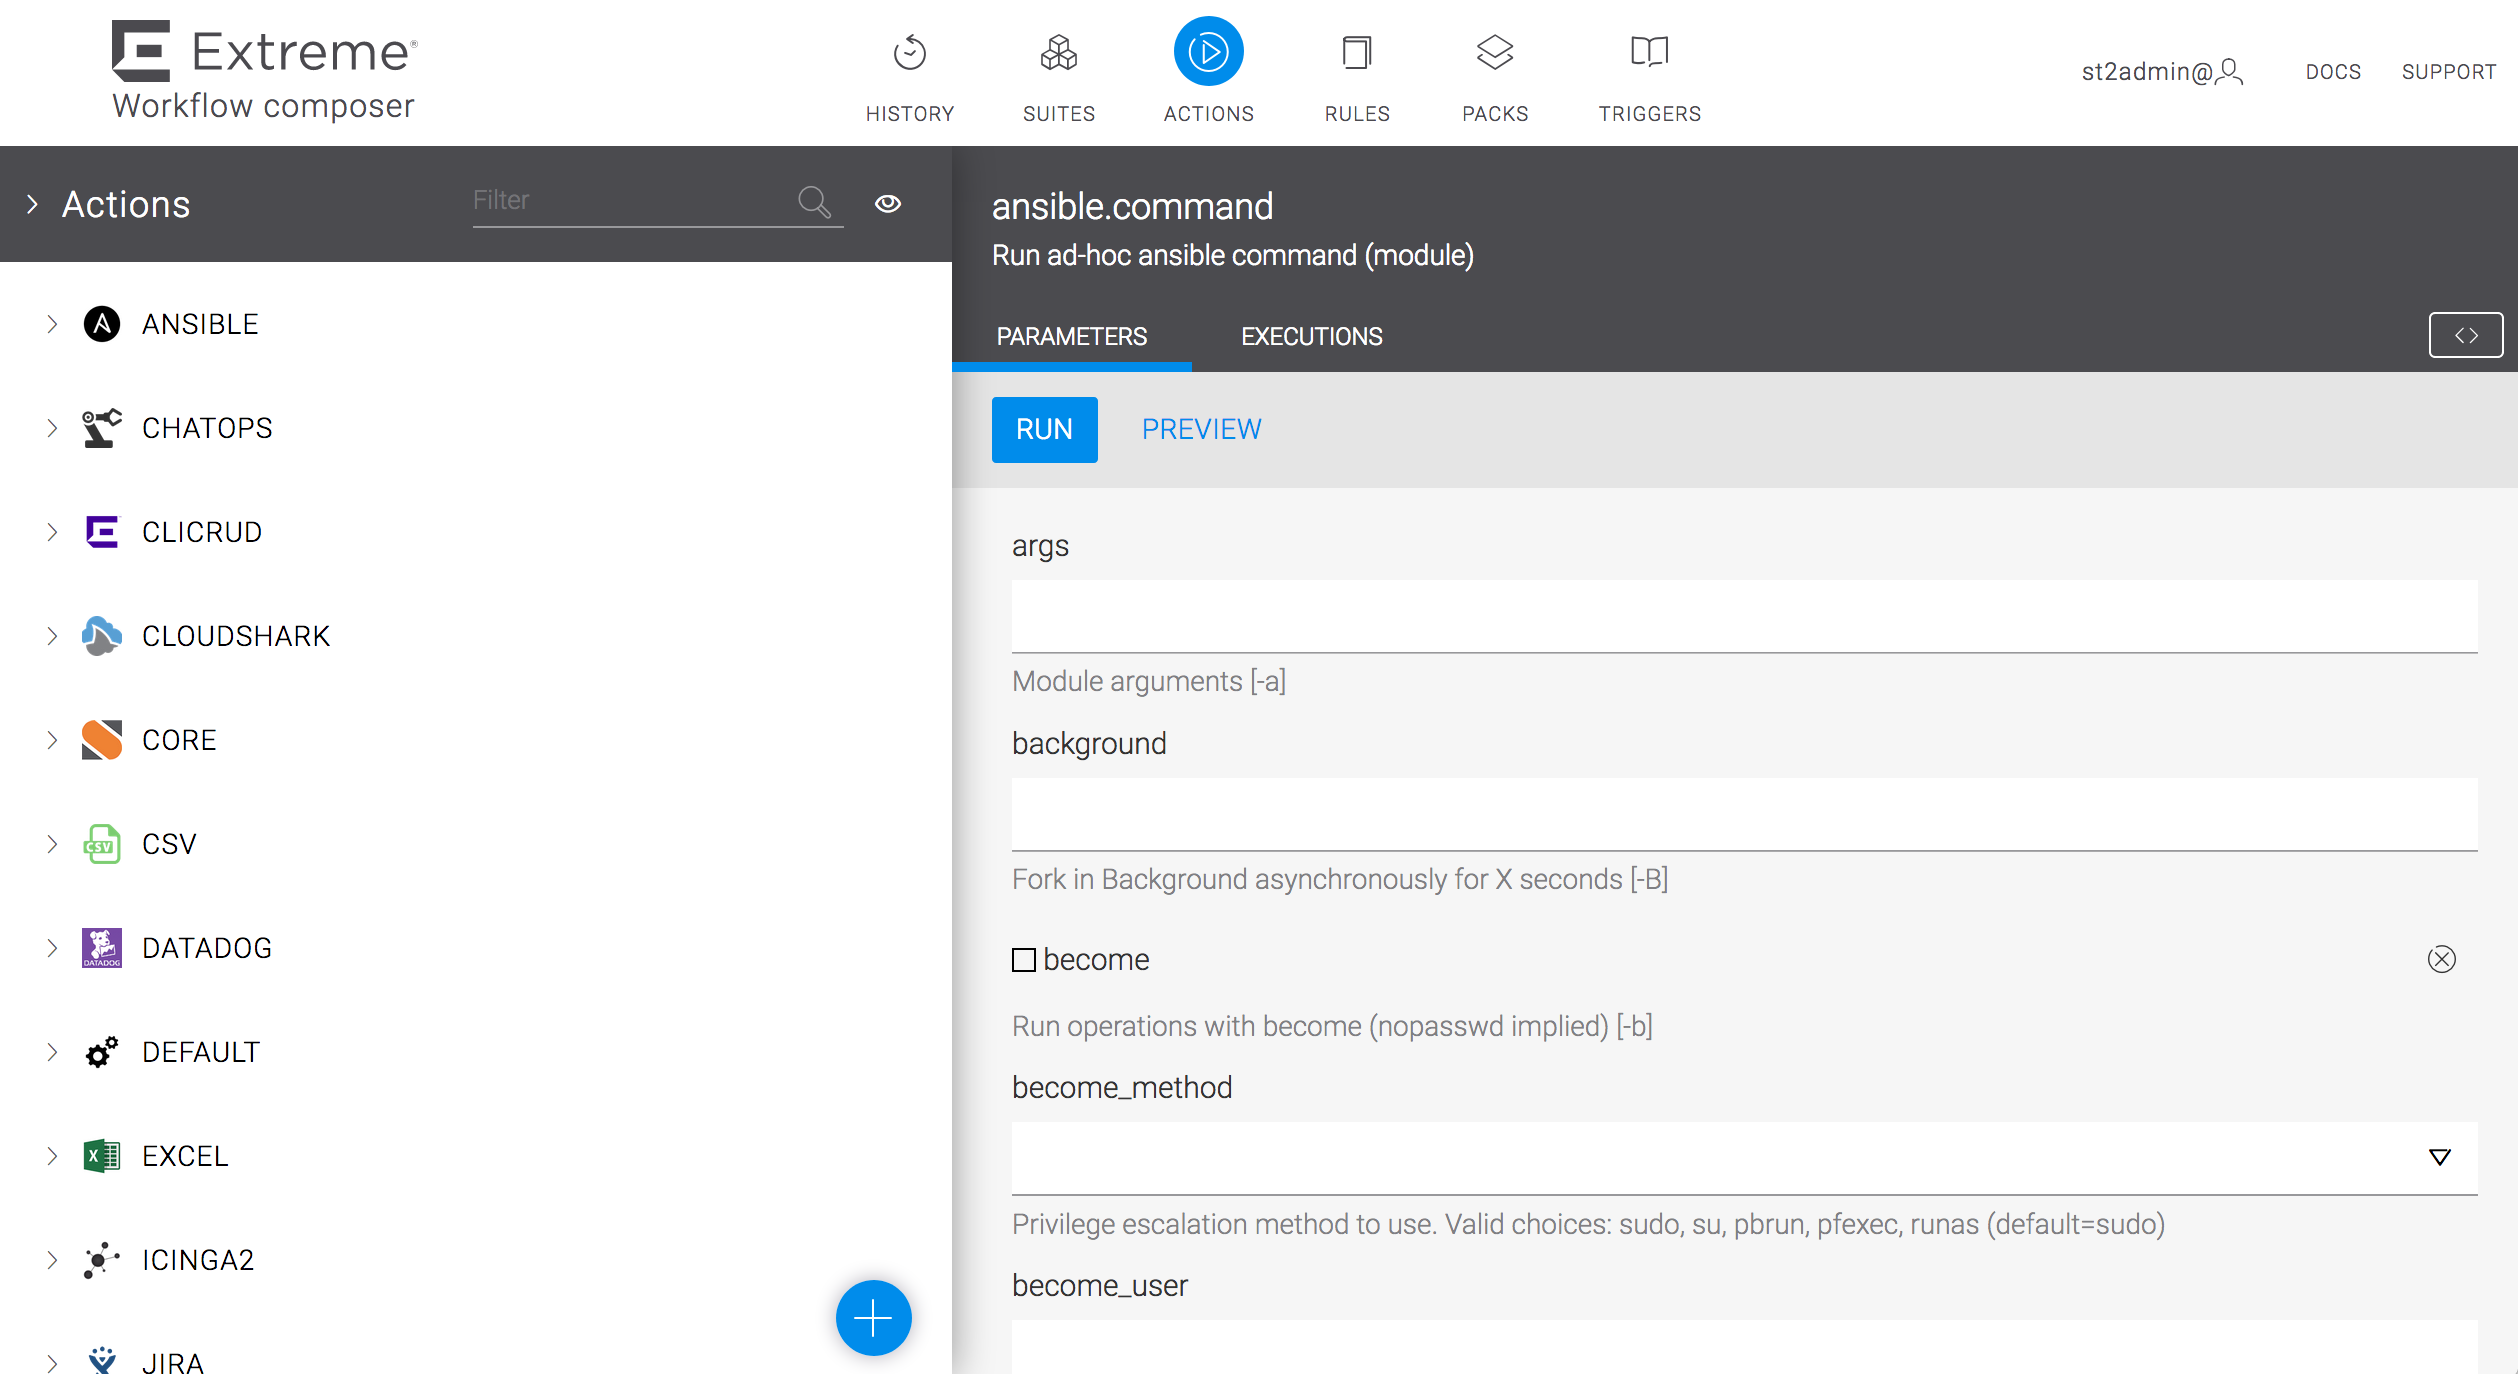 Extreme®
Workflow composer
HISTORY
SUITES
ACTIONS
RULES
PACKS
TRIGGERS
st2admin@
DOCS
SUPPORT
Actions
Filter
ANSIBLE
CHATOPS
CLICRUD
CLOUDSHARK
CORE
CSV
CSV
DATADOG
DATADOG
DEFAULT
X
EXCEL
ICINGA2
JIRA
ansible.command
Run ad-hoc ansible command (module)
PARAMETERS
EXECUTIONS
<>
RUN
PREVIEW
args
Module arguments [-a]
background
Fork in Background asynchronously for X seconds [-B]
become
Run operations with become (nopasswd implied) [-b]
become_method
Privilege escalation method to use. Valid choices: sudo, su, pbrun, pfexec, runas (default=sudo)
become_user